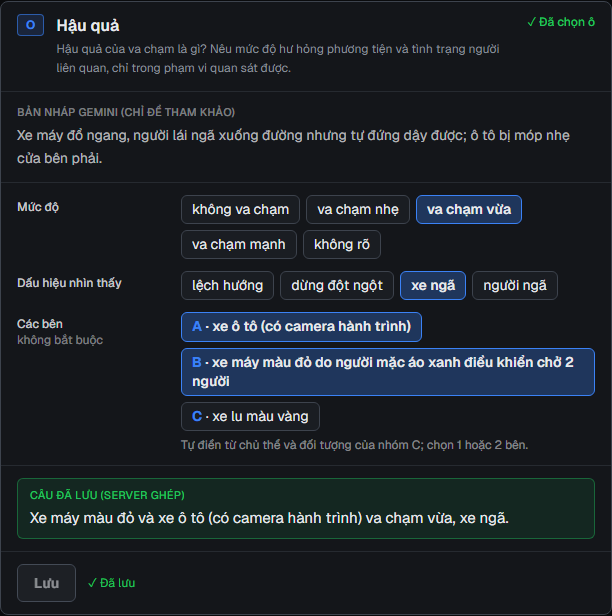 O Hậu quả ✓ Đã chọn ô
Hậu quả của va chạm là gì? Nêu mức độ hư hỏng phương tiện và tình trạng người
liên quan, chỉ trong phạm vi quan sát được.
BẢN NHÁP GEMINI (CHỈ ĐỂ THAM KHẢO)
Xe máy đổ ngang, người lái ngã xuống đường nhưng tự đứng dậy được; ô tô bị móp nhẹ
cửa bên phải.
Mức độ không va chạm va chạm nhẹ va chạm vừa
va chạm mạnh không rõ
Dấu hiệu nhìn thấy lệch hướng dừng đột ngột xe ngã người ngã
Các bên A · xe ô tô (có camera hành trình)
không bắt buộc
B · xe máy màu đỏ do người mặc áo xanh điều khiển chở 2
người
C · xe lu màu vàng
Tự điền từ chủ thể và đối tượng của nhóm C; chọn 1 hoặc 2 bên.
CÂU ĐÃ LƯU (SERVER GHÉP)
Xe máy màu đỏ và xe ô tô (có camera hành trình) va chạm vừa, xe ngã.
Lưu ✓ Đã lưu